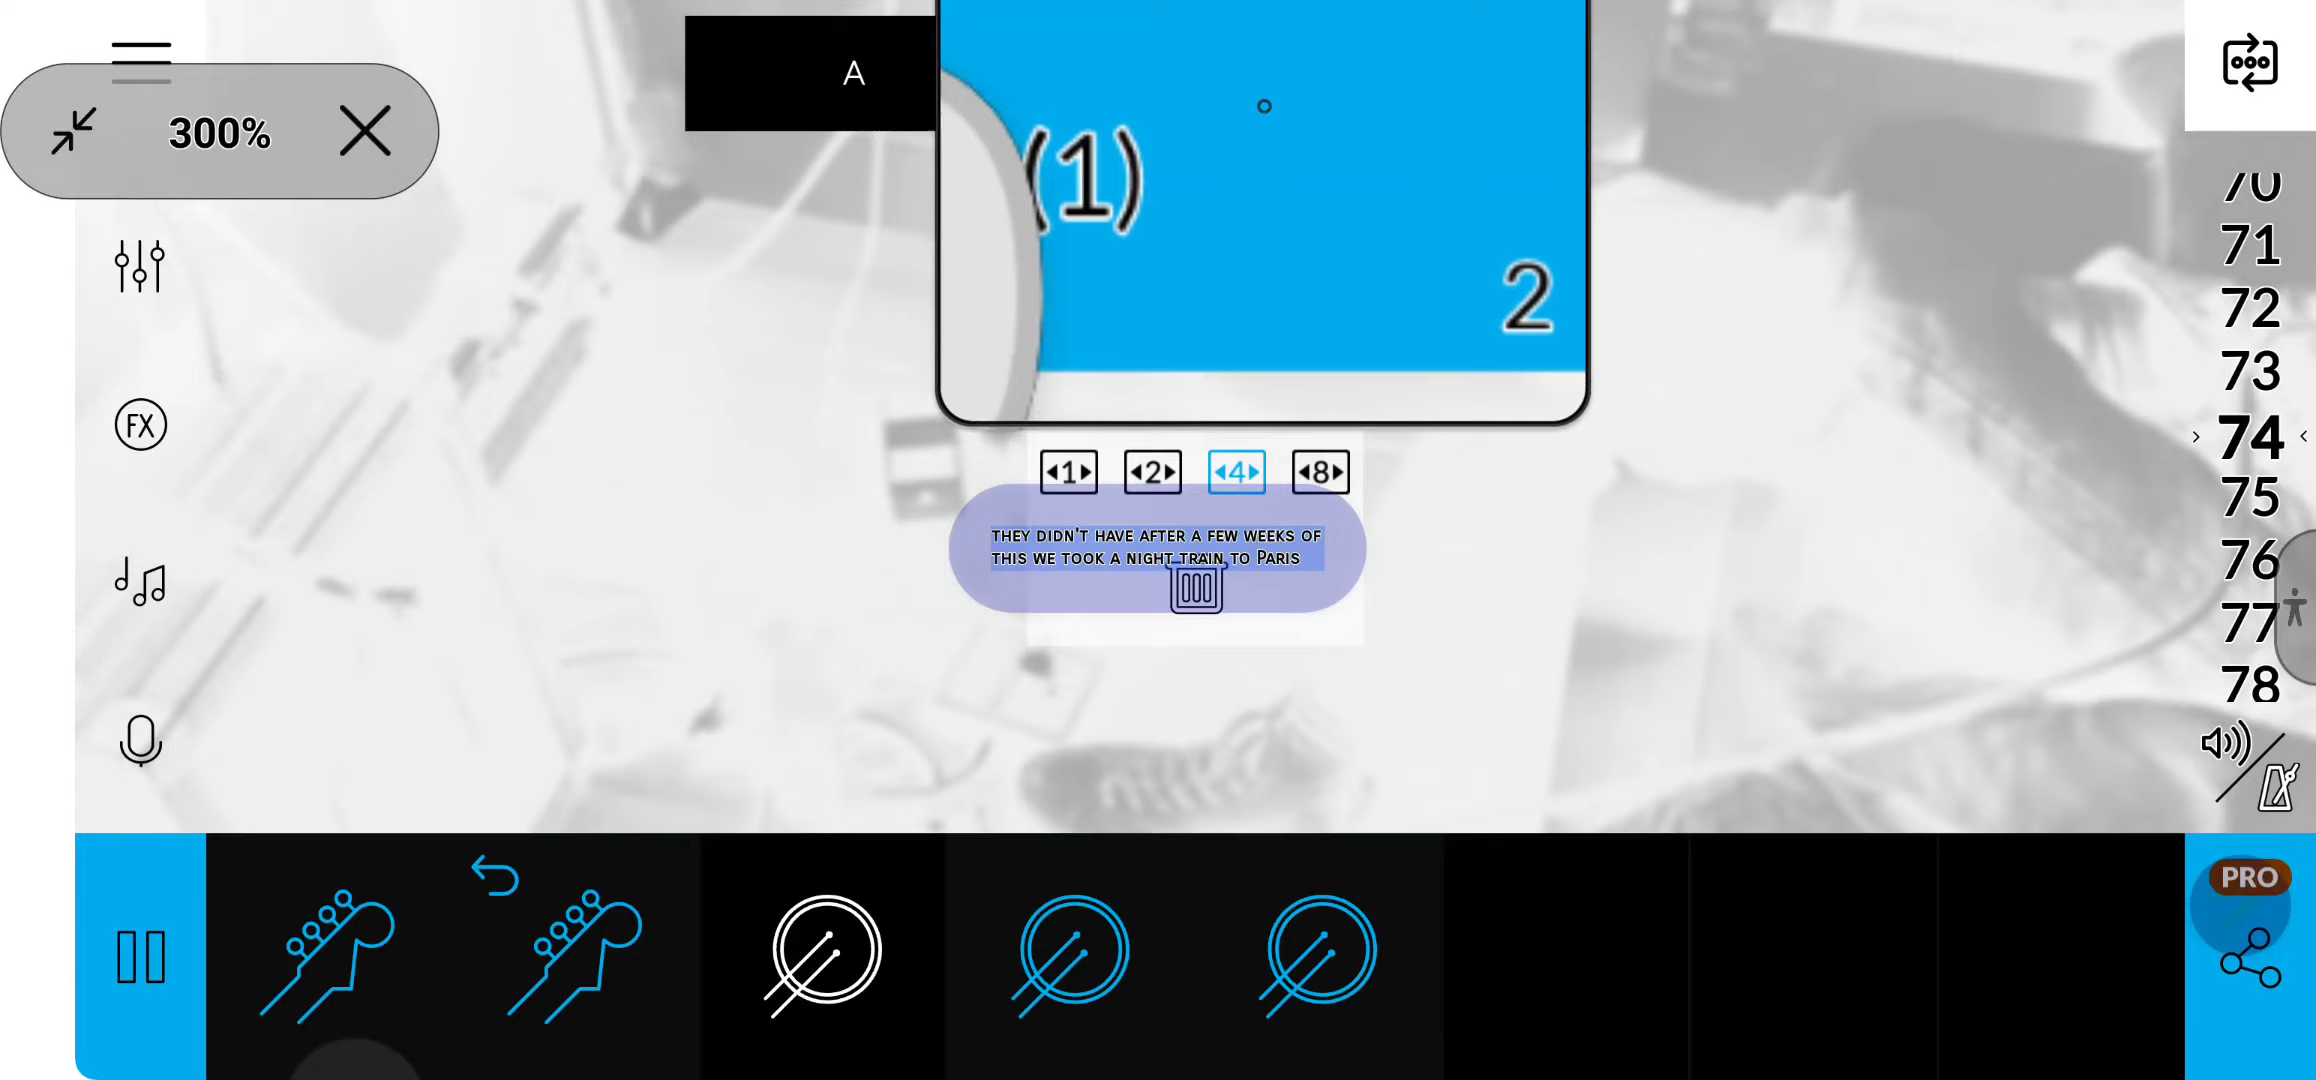 A
300%
(1)
2
FX
1 2 4 8
THEY DIDN'T HAVE AFTER A FEW WEEKS OF
THIS WE TOOK A NIGHT TRAIN TO PARIS
70
71
72
73
74
75
76
77
78
PRO